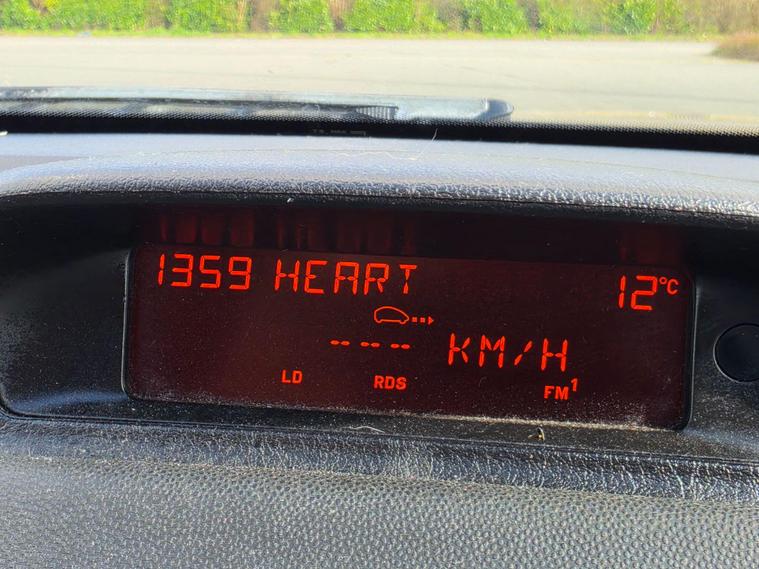 1359 HEART 12°C
-- -- -- KM/H
LD RDS FM1